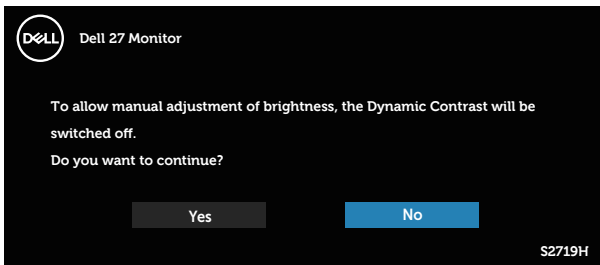 DELL
Dell 27 Monitor
To allow manual adjustment of brightness, the Dynamic Contrast will be
switched off.
Do you want to continue?
Yes
No
S2719H